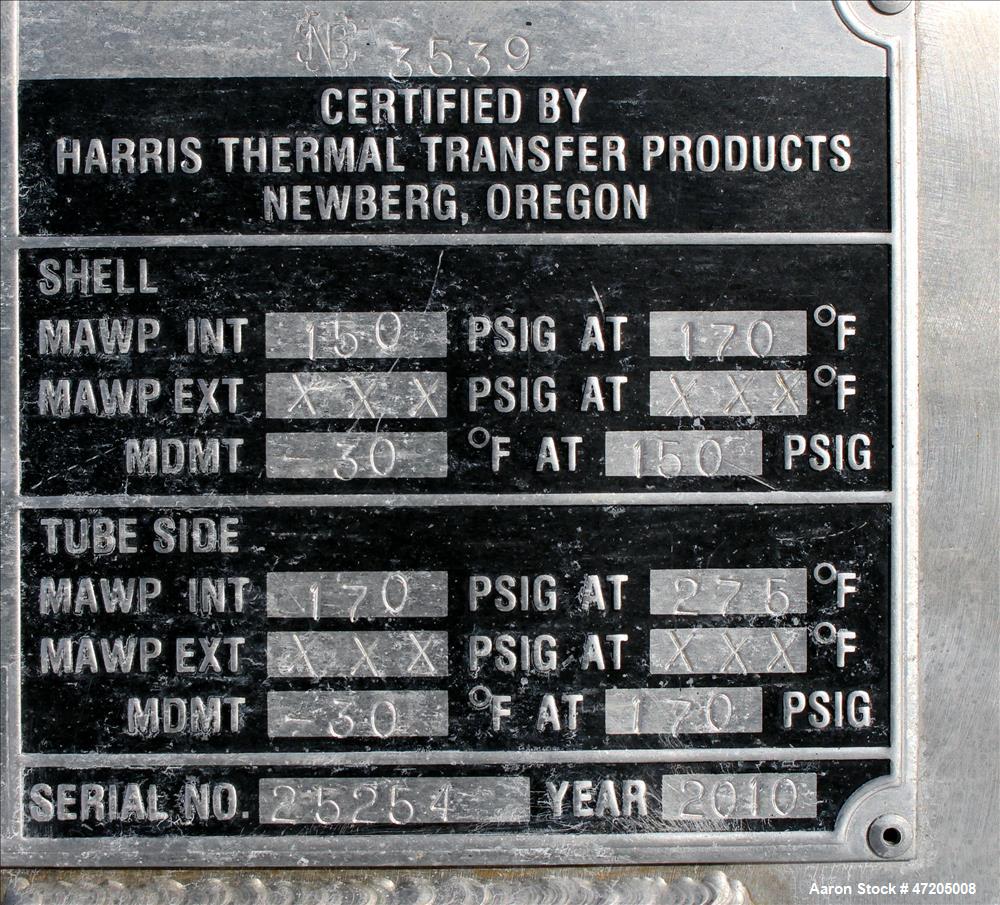 NB 3539
CERTIFIED BY
HARRIS THERMAL TRANSFER PRODUCTS
NEWBERG, OREGON
SHELL
MAWP INT 150 PSIG AT 170 °F
MAWP EXT XXX PSIG AT XXX °F
MDMT -30 °F AT 150 PSIG
TUBE SIDE
MAWP INT 170 PSIG AT 275 °F
MAWP EXT XXX PSIG AT XXX °F
MDMT -30 °F AT 170 PSIG
SERIAL NO. 25254 YEAR 2010
Aaron Stock # 47205008